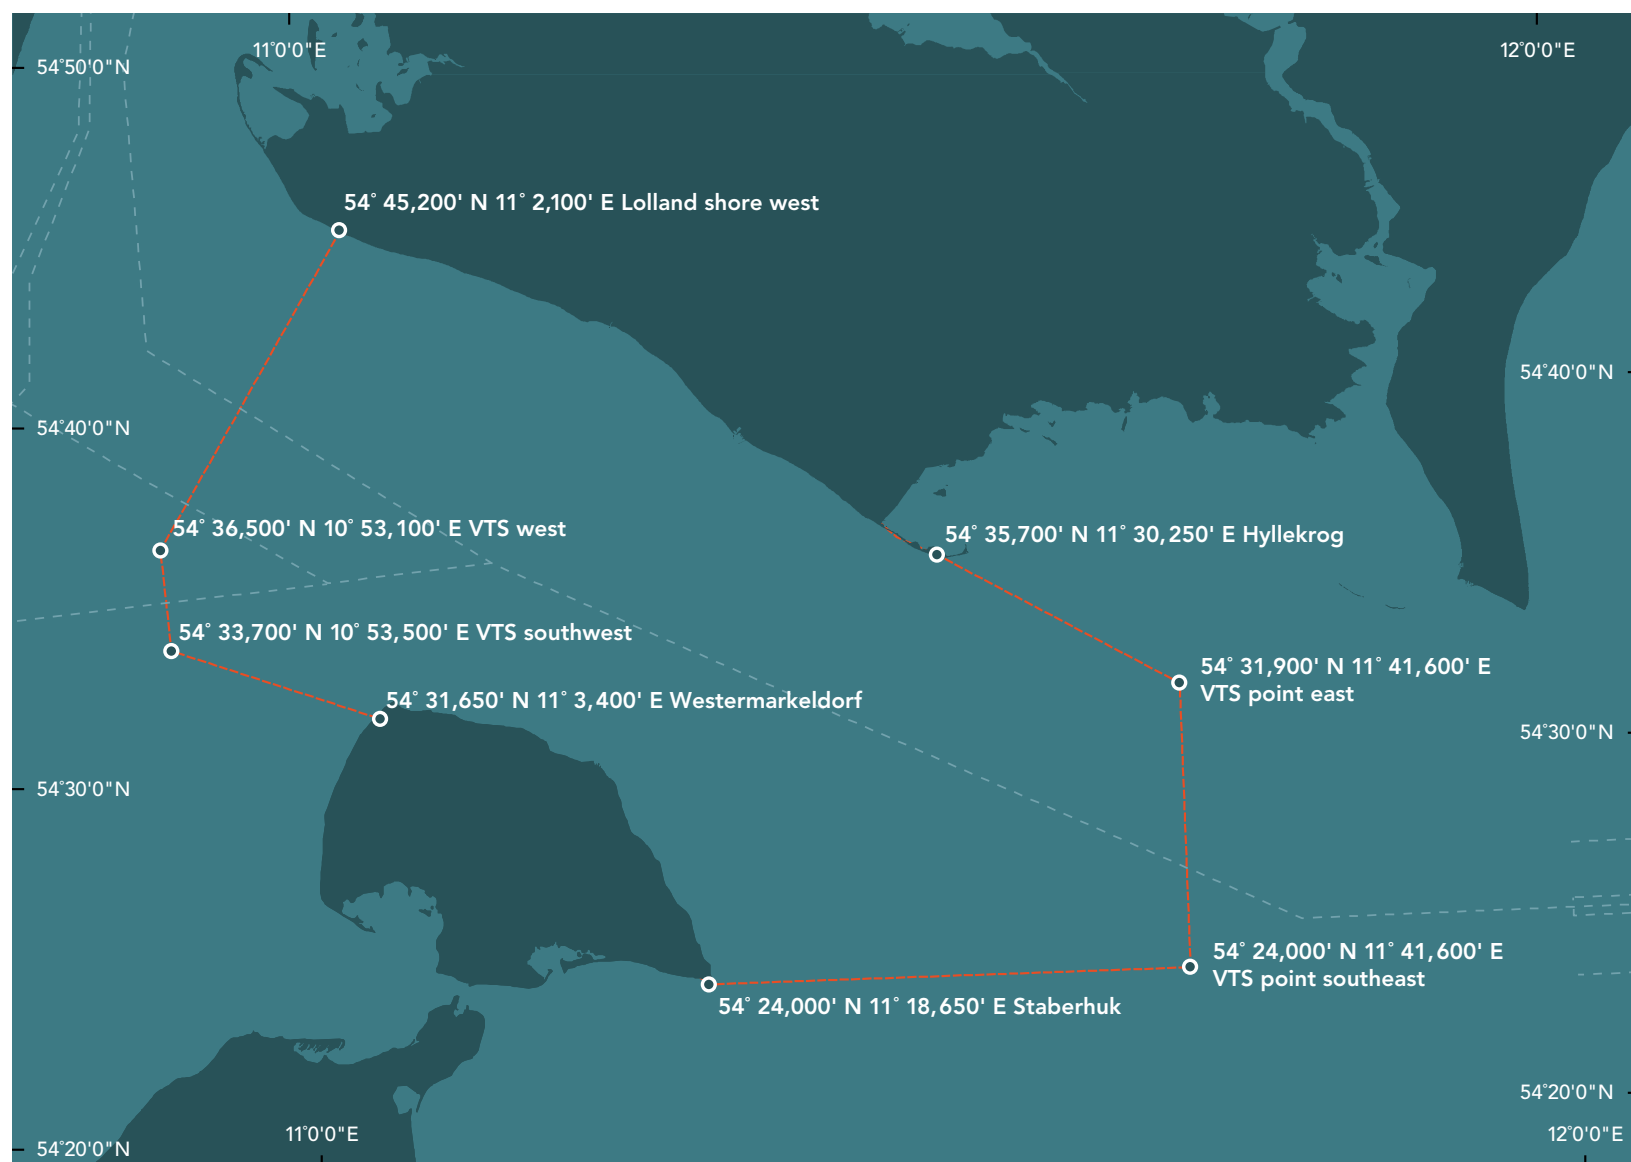 11°0'0"E
12°0'0"E
54°50'0"N
54° 45,200' N 11° 2,100' E Lolland shore west
54°40'0"N
54°40'0"N
54° 36,500' N 10° 53,100' E VTS west
54° 35,700' N 11° 30,250' E Hyllekrog
54° 33,700' N 10° 53,500' E VTS southwest
54° 31,900' N 11° 41,600' E
VTS point east
54° 31,650' N 11° 3,400' E Westermarkeldorf
54°30'0"N
54°30'0"N
54° 24,000' N 11° 41,600' E
VTS point southeast
54° 24,000' N 11° 18,650' E Staberhuk
54°20'0"N
11°0'0"E
12°0'0"E
54°20'0"N